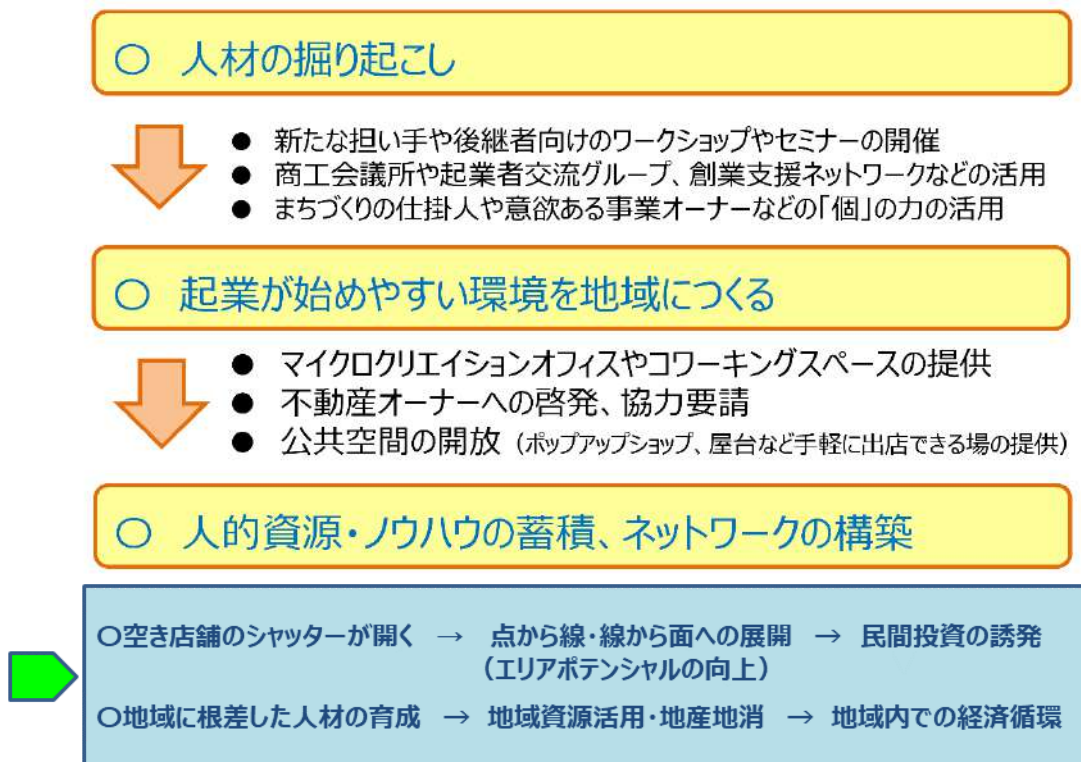 ○ 人材の掘り起こし
● 新たな担い手や後継者向けのワークショップやセミナーの開催
● 商工会議所や起業者交流グループ、創業支援ネットワークなどの活用
● まちづくりの仕掛人や意欲ある事業オーナーなどの「個」の力の活用
○ 起業が始めやすい環境を地域につくる
● マイクロクリエイションオフィスやコワーキングスペースの提供
● 不動産オーナーへの啓発、協力要請
● 公共空間の開放（ポップアップショップ、屋台など手軽に出店できる場の提供）
○ 人的資源・ノウハウの蓄積、ネットワークの構築
○空き店舗のシャッターが開く → 点から線・線から面への展開 → 民間投資の誘発
（エリアポテンシャルの向上）
○地域に根差した人材の育成 → 地域資源活用・地産地消 → 地域内での経済循環